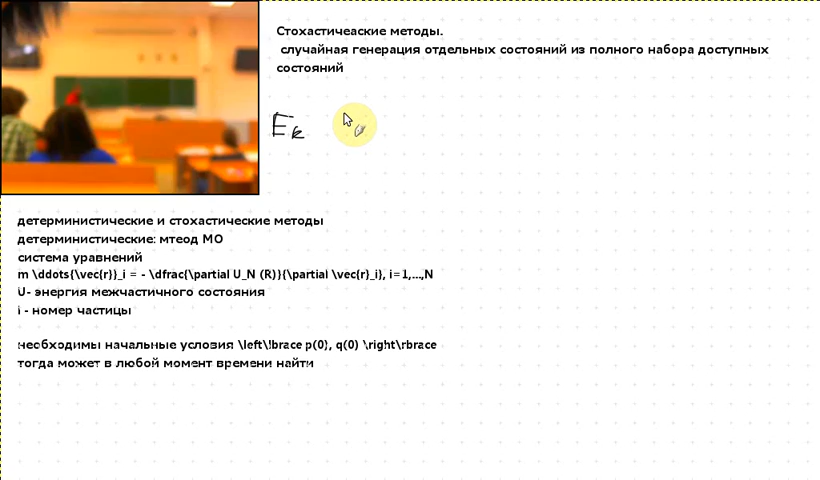 Стохастичеаские методы.
случайная генерация отдельных состояний из полного набора доступных
состояний
E_k
детерминистические и стохастические методы
детерминистические: мтеод МО
система уравнений
m \ddots{\vec{r}}_i = - \dfrac{\partial U_N (R)}{\partial \vec{r}_i}, i=1,...,N
U- энергия межчастичного состояния
i - номер частицы
необходимы начальные условия \left\!brace p(0), q(0) \right\rbrace
тогда может в любой момент времени найти